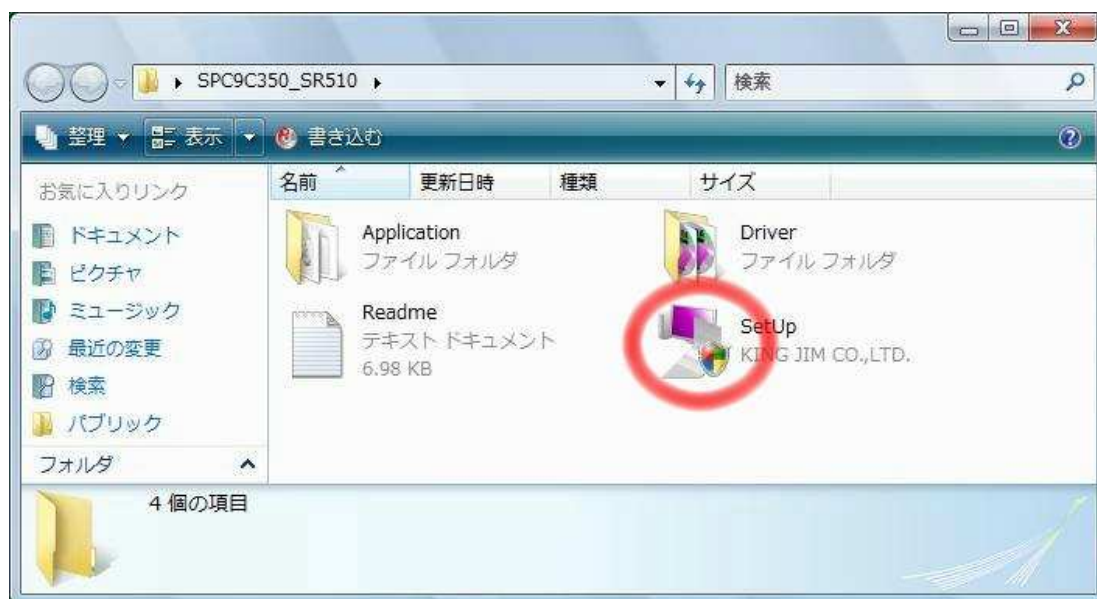 SPC9C350_SR510
検索
整理 表示 書き込む
お気に入りリンク
ドキュメント
ピクチャ
ミュージック
最近の変更
検索
パブリック
フォルダ
名前 更新日時 種類 サイズ
Application
ファイル フォルダ
Driver
ファイル フォルダ
Readme
テキスト ドキュメント
6.98 KB
SetUp
KING JIM CO.,LTD.
4 個の項目